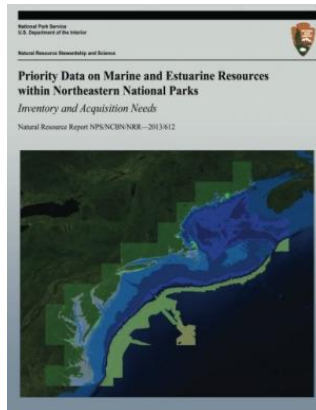 National Park Service
U.S. Department of the Interior
Natural Resource Stewardship and Science
Priority Data on Marine and Estuarine Resources
within Northeastern National Parks
Inventory and Acquisition Needs
Natural Resource Report NPS/NCBN/NRR—2013/612